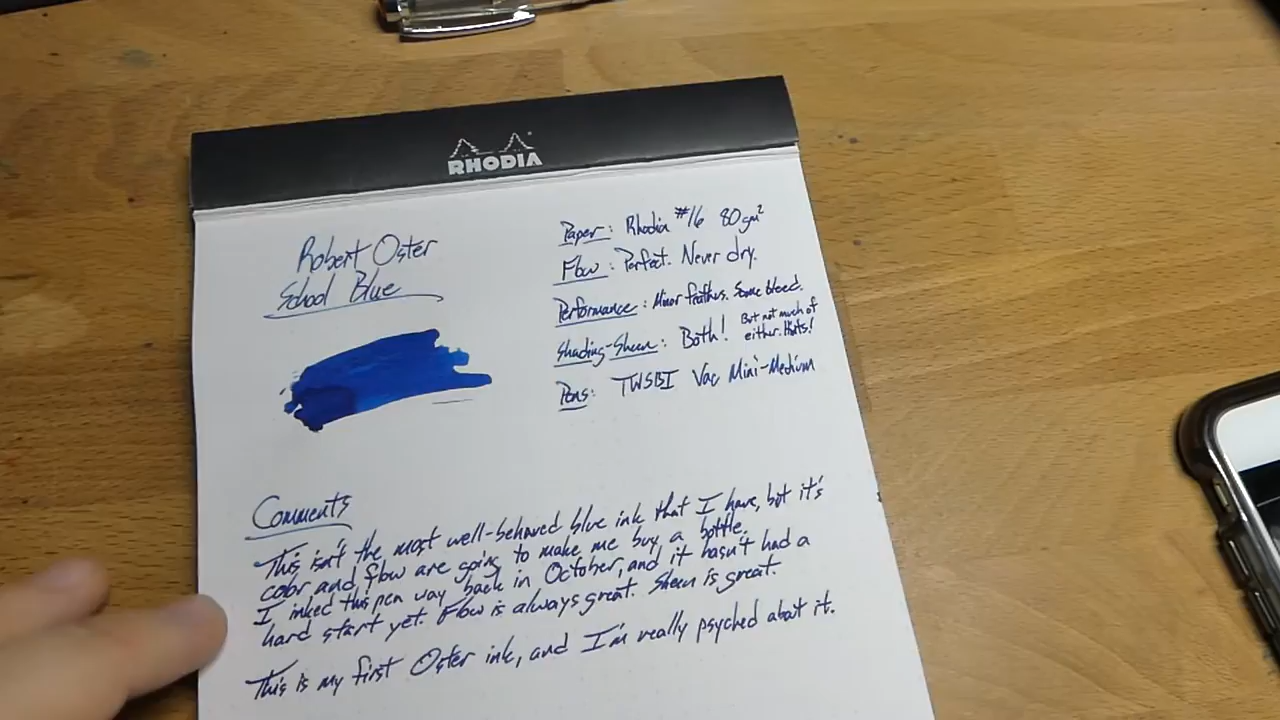 RHODIA
Robert Oster
School Blue
Paper: Rhodia #16 80gm²
Flow: Perfect. Never dry.
Performance: Minor feathers. Some bleed.
Shading-Sheen: Both! But not much of
either. Hints!
Pens: TWSBI Vac Mini-Medium
Comments
This isn't the most well-behaved blue ink that I have, but it's
color and flow are going to make me buy a bottle.
I inked this pen way back in October, and it hasn't had a
hard start yet. Flow is always great. Sheen is great.
This is my first Oster ink, and I'm really psyched about it.